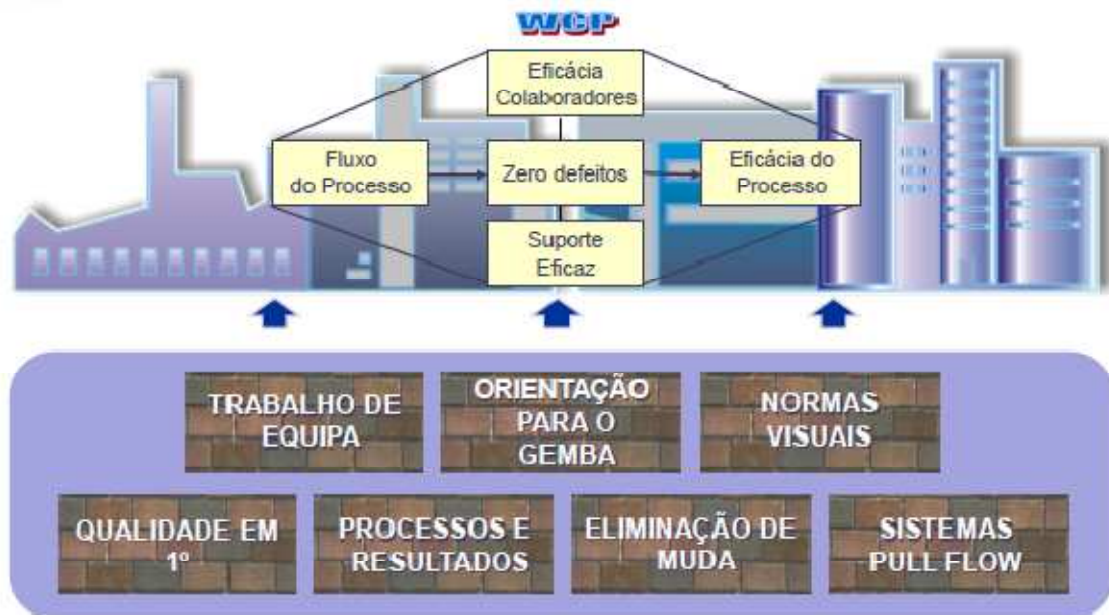 WCP
Eficácia
Colaboradores
Fluxo
do Processo
Zero defeitos
Eficácia do
Processo
Suporte
Eficaz
TRABALHO DE
EQUIPA
ORIENTAÇÃO
PARA O
GEMBA
NORMAS
VISUAIS
QUALIDADE EM
1º
PROCESSOS E
RESULTADOS
ELIMINAÇÃO DE
MUDA
SISTEMAS
PULL FLOW